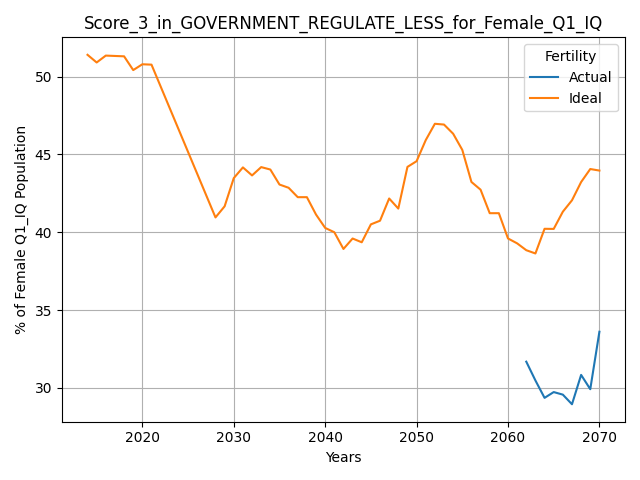 Score_3_in_GOVERNMENT_REGULATE_LESS_for_Female_Q1_IQ
Fertility
Actual
Ideal
% of Female Q1_IQ Population
50
45
40
35
30
2020
2030
2040
2050
2060
2070
Years